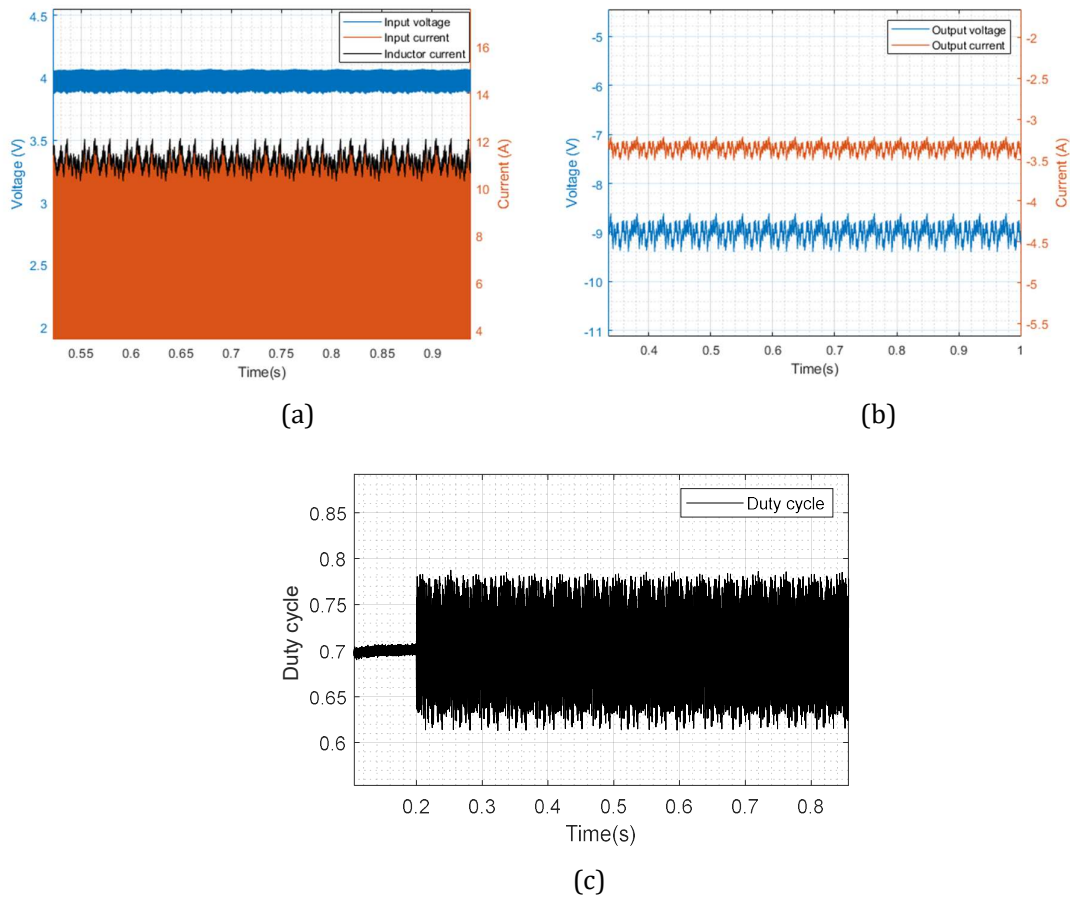 4.5
4
3.5
3
2.5
2
Voltage (V)
Input voltage
Input current
Inductor current
16
14
12
10
8
6
4
Current (A)
0.55 0.6 0.65 0.7 0.75 0.8 0.85 0.9
Time(s)
(a)
-5
-6
-7
-8
-9
-10
-11
Voltage (V)
Output voltage
Output current
-2
-2.5
-3
-3.5
-4
-4.5
-5
-5.5
Current (A)
0.4 0.5 0.6 0.7 0.8 0.9 1
Time(s)
(b)
0.85
0.8
0.75
0.7
0.65
0.6
Duty cycle
Duty cycle
0.2 0.3 0.4 0.5 0.6 0.7 0.8
Time(s)
(c)